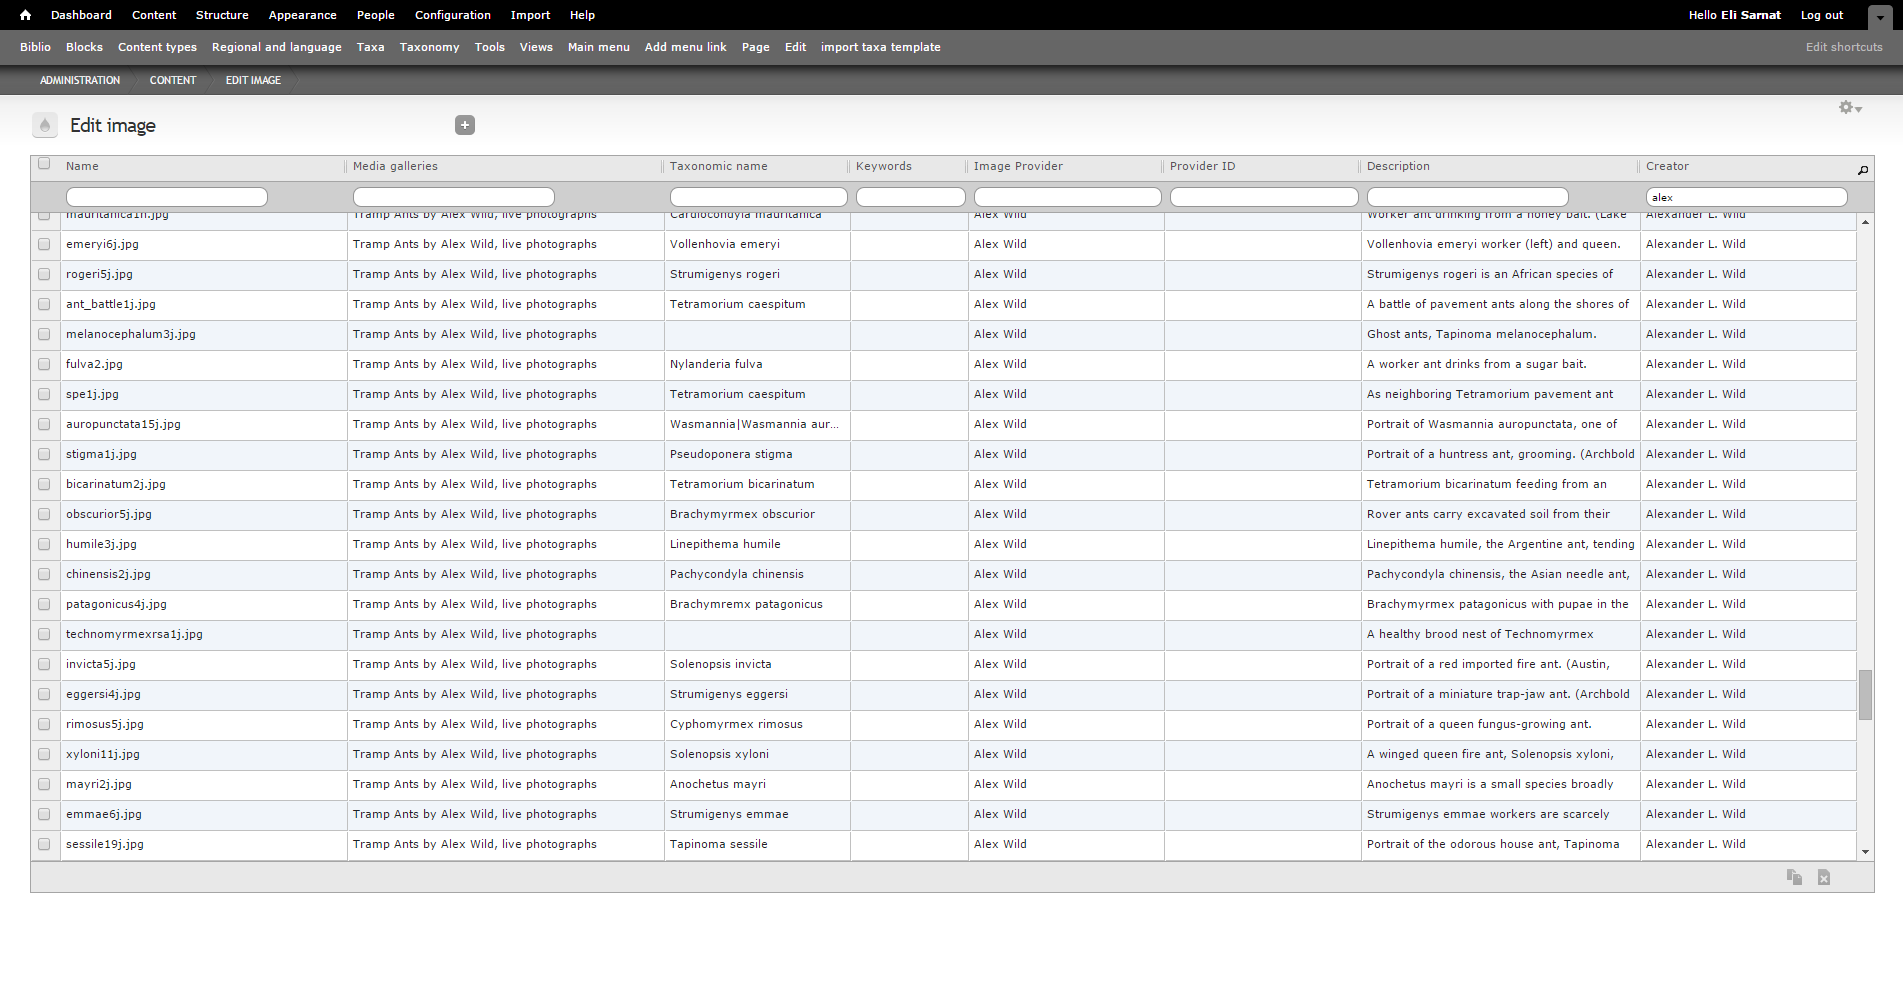 Dashboard Content Structure Appearance People Configuration Import Help Hello Eli Sarnat Log out
Biblio Blocks Content types Regional and language Taxa Taxonomy Tools Views Main menu Add menu link Page Edit import taxa template Edit shortcuts
ADMINISTRATION CONTENT EDIT IMAGE
Edit image
Name Media galleries Taxonomic name Keywords Image Provider Provider ID Description Creator
alex
mauritanica1n.jpg Tramp Ants by Alex Wild, live photographs Cardiocondyla mauritanica Alex Wild Worker ant drinking from a honey bait. (Lake Alexander L. Wild
emeryi6j.jpg Tramp Ants by Alex Wild, live photographs Vollenhovia emeryi Alex Wild Vollenhovia emeryi worker (left) and queen. Alexander L. Wild
rogeri5j.jpg Tramp Ants by Alex Wild, live photographs Strumigenys rogeri Alex Wild Strumigenys rogeri is an African species of Alexander L. Wild
ant_battle1j.jpg Tramp Ants by Alex Wild, live photographs Tetramorium caespitum Alex Wild A battle of pavement ants along the shores of Alexander L. Wild
melanocephalum3j.jpg Tramp Ants by Alex Wild, live photographs Alex Wild Ghost ants, Tapinoma melanocephalum. Alexander L. Wild
fulva2.jpg Tramp Ants by Alex Wild, live photographs Nylanderia fulva Alex Wild A worker ant drinks from a sugar bait. Alexander L. Wild
spe1j.jpg Tramp Ants by Alex Wild, live photographs Tetramorium caespitum Alex Wild As neighboring Tetramorium pavement ant Alexander L. Wild
auropunctata15j.jpg Tramp Ants by Alex Wild, live photographs Wasmannia|Wasmannia aur... Alex Wild Portrait of Wasmannia auropunctata, one of Alexander L. Wild
stigma1j.jpg Tramp Ants by Alex Wild, live photographs Pseudoponera stigma Alex Wild Portrait of a huntress ant, grooming. (Archbold Alexander L. Wild
bicarinatum2j.jpg Tramp Ants by Alex Wild, live photographs Tetramorium bicarinatum Alex Wild Tetramorium bicarinatum feeding from an Alexander L. Wild
obscurior5j.jpg Tramp Ants by Alex Wild, live photographs Brachymyrmex obscurior Alex Wild Rover ants carry excavated soil from their Alexander L. Wild
humile3j.jpg Tramp Ants by Alex Wild, live photographs Linepithema humile Alex Wild Linepithema humile, the Argentine ant, tending Alexander L. Wild
chinensis2j.jpg Tramp Ants by Alex Wild, live photographs Pachycondyla chinensis Alex Wild Pachycondyla chinensis, the Asian needle ant, Alexander L. Wild
patagonicus4j.jpg Tramp Ants by Alex Wild, live photographs Brachymremx patagonicus Alex Wild Brachymyrmex patagonicus with pupae in the Alexander L. Wild
technomyrmexrsa1j.jpg Tramp Ants by Alex Wild, live photographs Alex Wild A healthy brood nest of Technomyrmex Alexander L. Wild
invicta5j.jpg Tramp Ants by Alex Wild, live photographs Solenopsis invicta Alex Wild Portrait of a red imported fire ant. (Austin, Alexander L. Wild
eggersi4j.jpg Tramp Ants by Alex Wild, live photographs Strumigenys eggersi Alex Wild Portrait of a miniature trap-jaw ant. (Archbold Alexander L. Wild
rimosus5j.jpg Tramp Ants by Alex Wild, live photographs Cyphomyrmex rimosus Alex Wild Portrait of a queen fungus-growing ant. Alexander L. Wild
xyloni11j.jpg Tramp Ants by Alex Wild, live photographs Solenopsis xyloni Alex Wild A winged queen fire ant, Solenopsis xyloni, Alexander L. Wild
mayri2j.jpg Tramp Ants by Alex Wild, live photographs Anochetus mayri Alex Wild Anochetus mayri is a small species broadly Alexander L. Wild
emmae6j.jpg Tramp Ants by Alex Wild, live photographs Strumigenys emmae Alex Wild Strumigenys emmae workers are scarcely Alexander L. Wild
sessile19j.jpg Tramp Ants by Alex Wild, live photographs Tapinoma sessile Alex Wild Portrait of the odorous house ant, Tapinoma Alexander L. Wild